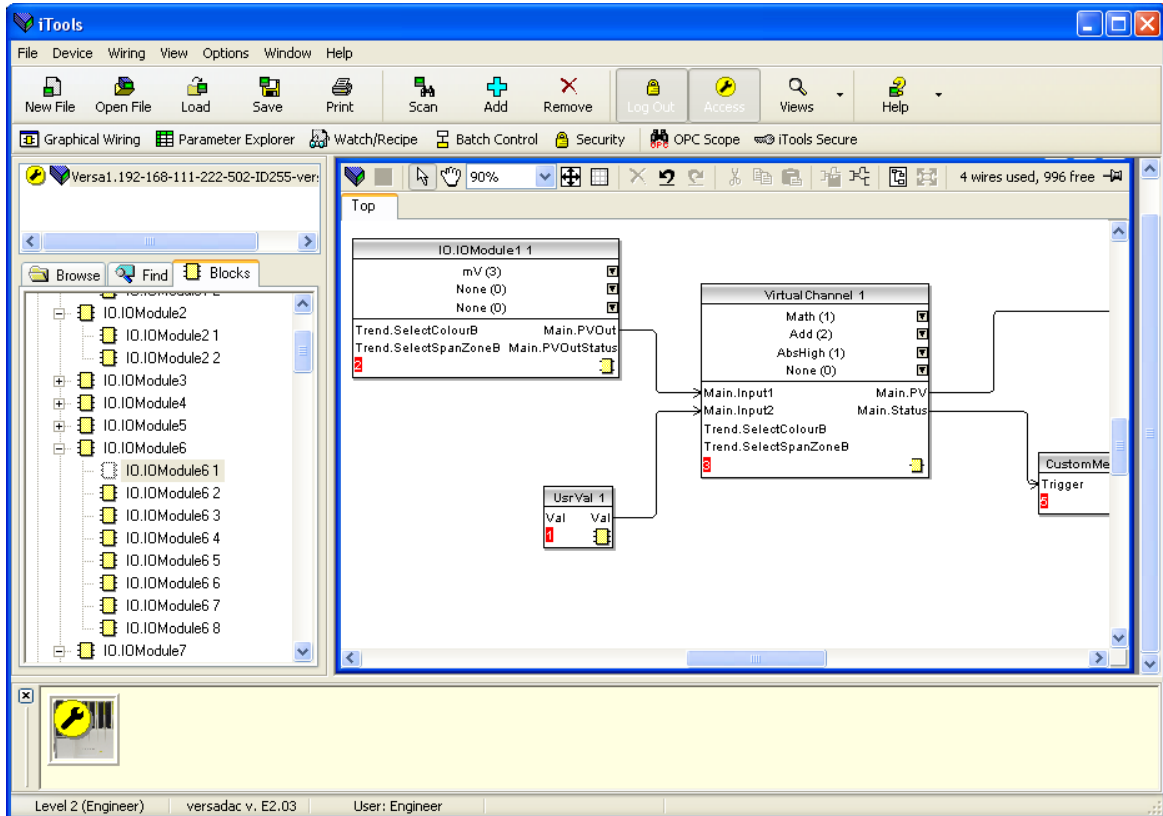 iTools
File Device Wiring View Options Window Help
New File Open File Load Save Print Scan Add Remove Log Out Access Views Help
Graphical Wiring Parameter Explorer Watch/Recipe Batch Control Security OPC Scope iTools Secure
Versa1.192-168-111-222-502-ID255-ver:
90% 4 wires used, 996 free
Top
Browse Find Blocks
IO.IOModule2
IO.IOModule2 1
IO.IOModule2 2
IO.IOModule3
IO.IOModule4
IO.IOModule5
IO.IOModule6
IO.IOModule6 1
IO.IOModule6 2
IO.IOModule6 3
IO.IOModule6 4
IO.IOModule6 5
IO.IOModule6 6
IO.IOModule6 7
IO.IOModule6 8
IO.IOModule7
IO.IOModule1 1
mV (3)
None (0)
None (0)
Trend.SelectColourB Main.PVOut
Trend.SelectSpanZoneB Main.PVOutStatus
2
UsrVal 1
Val Val
1
VirtualChannel 1
Math (1)
Add (2)
AbsHigh (1)
None (0)
Main.Input1 Main.PV
Main.Input2 Main.Status
Trend.SelectColourB
Trend.SelectSpanZoneB
3
CustomMe
Trigger
5
Level 2 (Engineer) versadac v. E2.03 User: Engineer